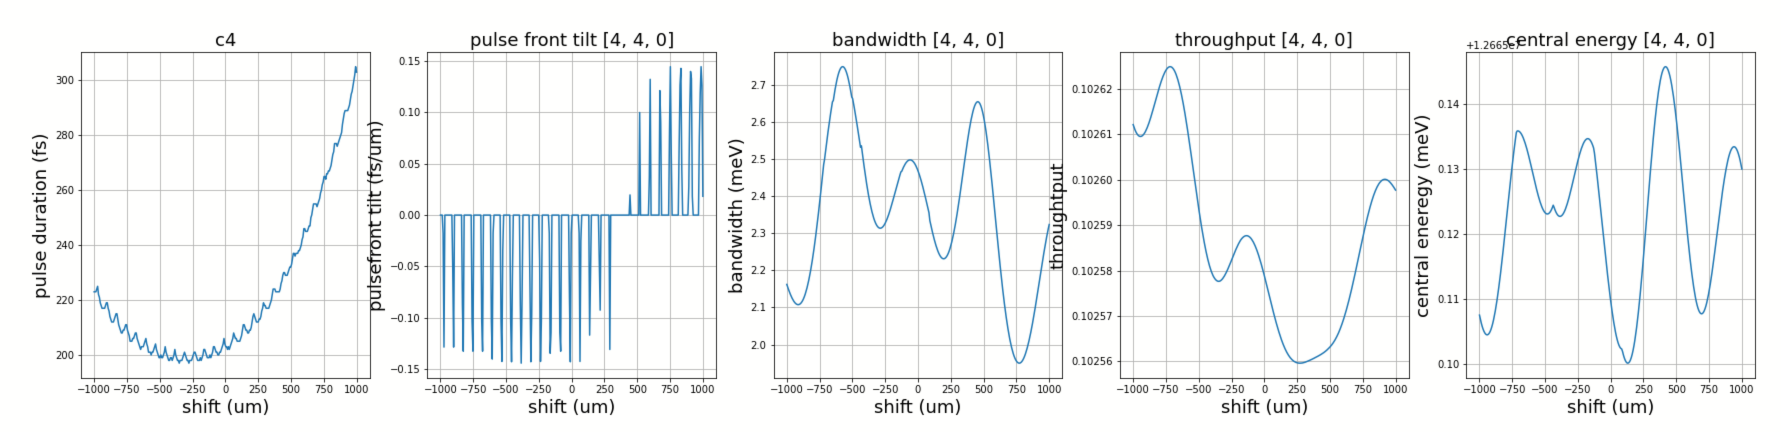 c4
pulse duration (fs)
300
280
260
240
220
200
−1000 −750 −500 −250 0 250 500 750 1000
shift (um)
pulse front tilt [4, 4, 0]
pulsefront tilt (fs/um)
0.15
0.10
0.05
0.00
−0.05
−0.10
−0.15
−1000 −750 −500 −250 0 250 500 750 1000
shift (um)
bandwidth [4, 4, 0]
bandwidth (meV)
2.7
2.6
2.5
2.4
2.3
2.2
2.1
2.0
−1000 −750 −500 −250 0 250 500 750 1000
shift (um)
throughput [4, 4, 0]
throughtput
0.10262
0.10261
0.10260
0.10259
0.10258
0.10257
0.10256
−1000 −750 −500 −250 0 250 500 750 1000
shift (um)
central energy [4, 4, 0]
+1.2665e7
central energy (meV)
0.14
0.13
0.12
0.11
0.10
−1000 −750 −500 −250 0 250 500 750 1000
shift (um)